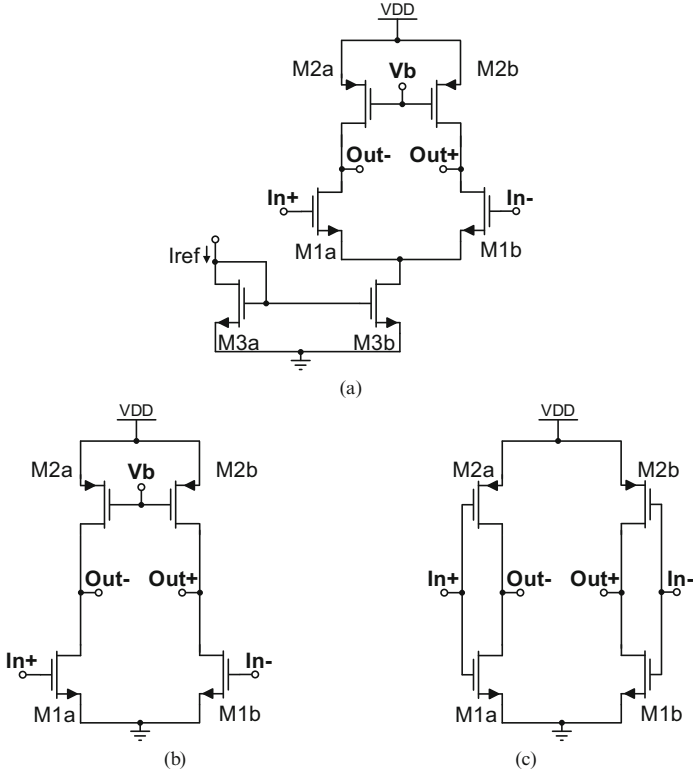 VDD
M2a Vb M2b
Out- Out+
In+ In-
M1a M1b
Iref
M3a M3b
(a)
VDD
M2a Vb M2b
Out- Out+
In+ In-
M1a M1b
(b)
VDD
M2a M2b
In+ Out- Out+ In-
M1a M1b
(c)